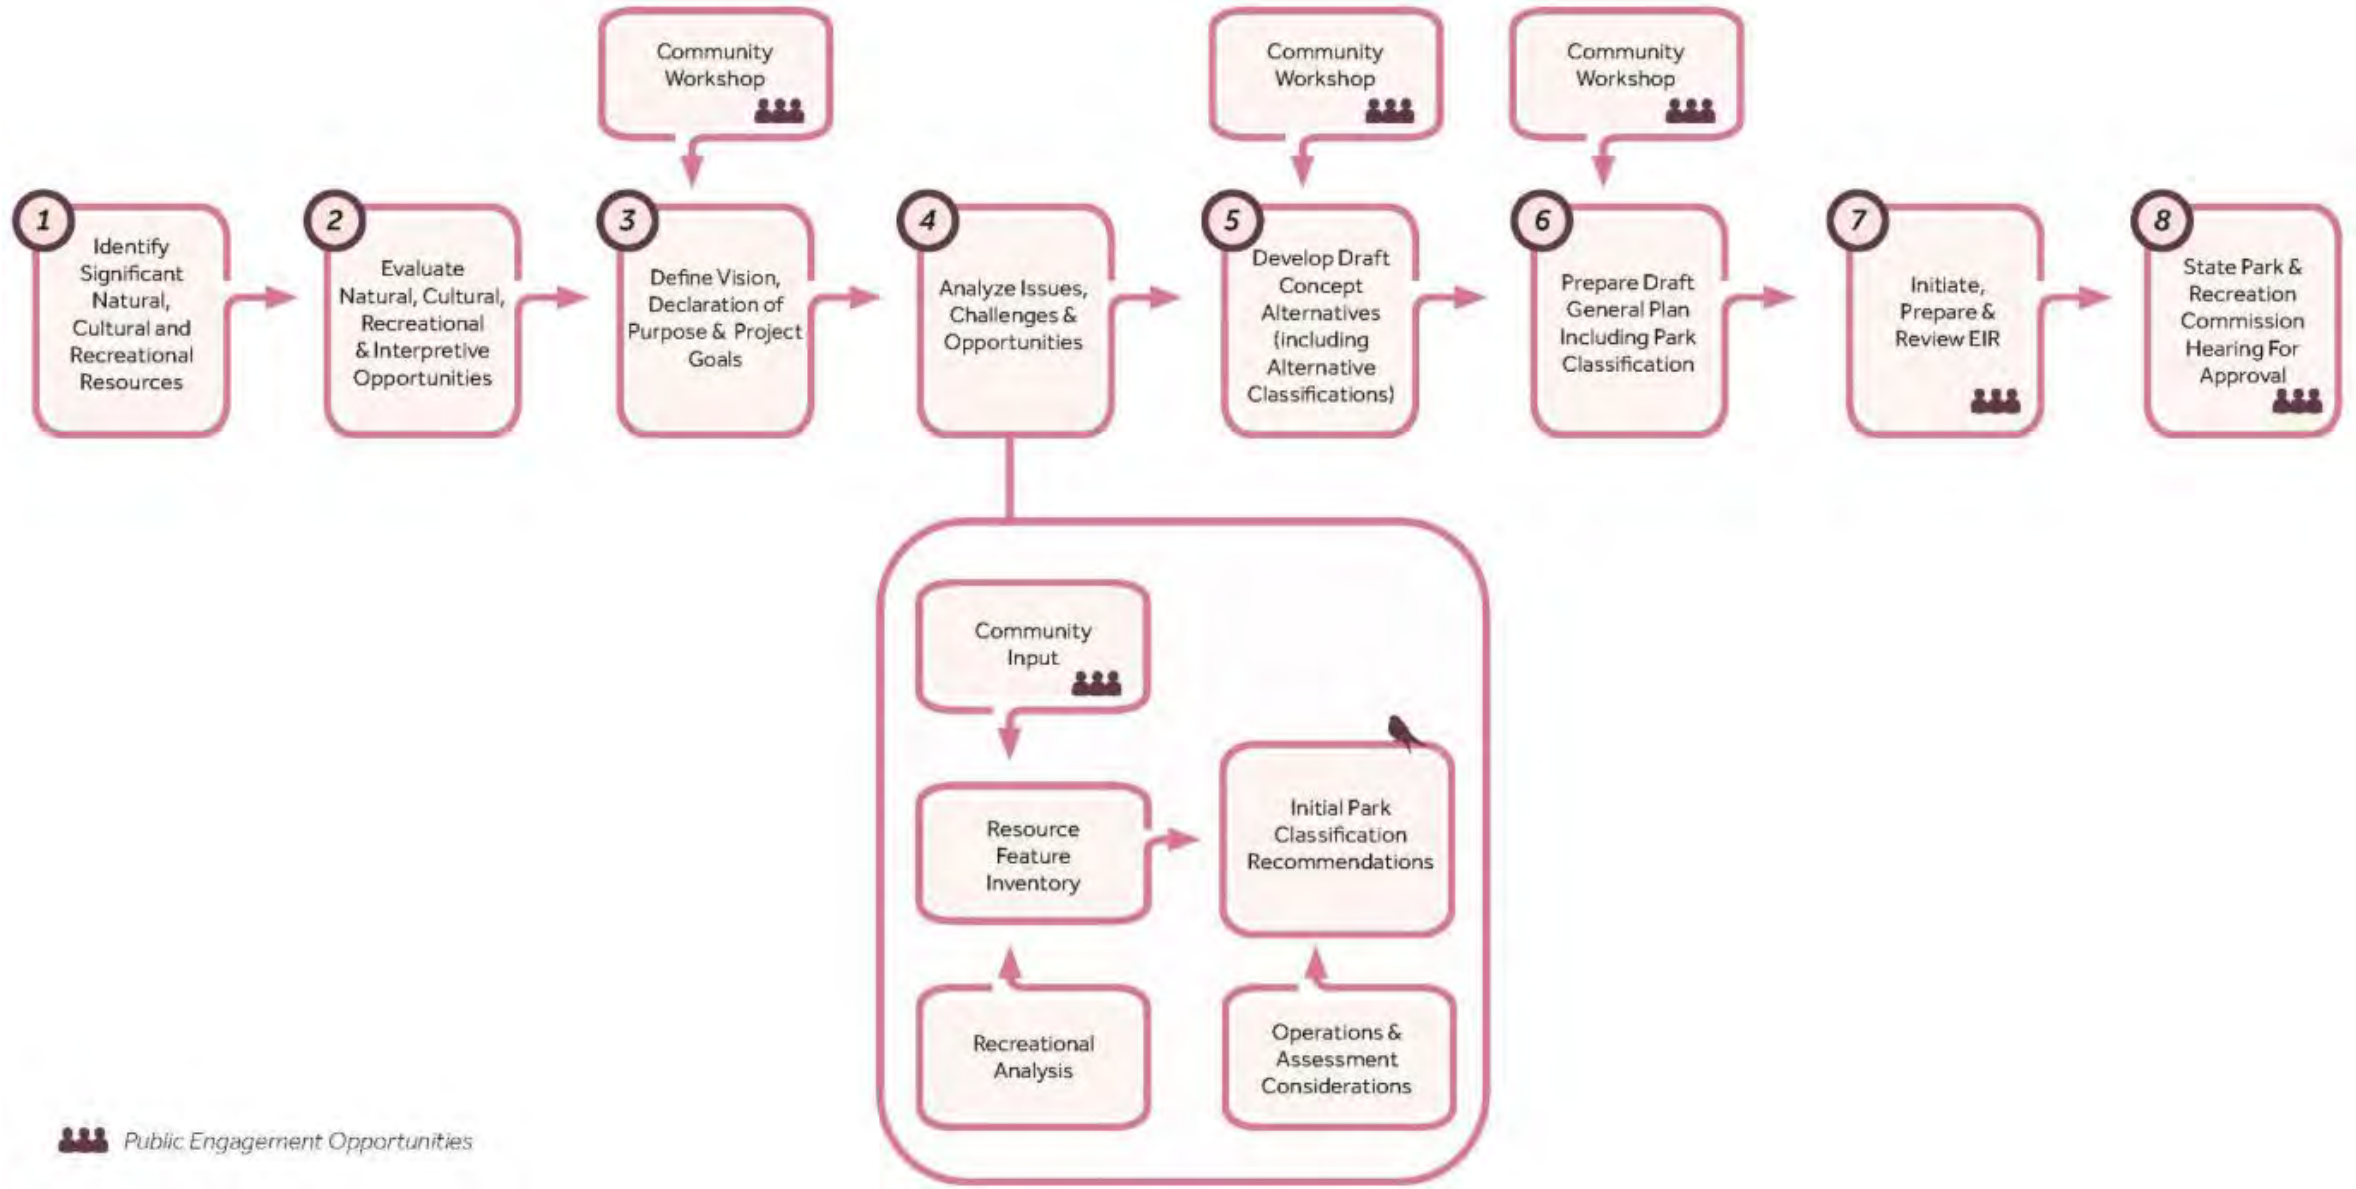 Community
Workshop
Community
Workshop
Community
Workshop
1
Identify
Significant
Natural,
Cultural and
Recreational
Resources
2
Evaluate
Natural, Cultural,
Recreational
& Interpretive
Opportunities
3
Define Vision,
Declaration of
Purpose & Project
Goals
4
Analyze Issues,
Challenges &
Opportunities
5
Develop Draft
Concept
Alternatives
(including
Alternative
Classifications)
6
Prepare Draft
General Plan
Including Park
Classification
7
Initiate,
Prepare &
Review EIR
8
State Park &
Recreation
Commission
Hearing For
Approval
Community
Input
Resource
Feature
Inventory
Initial Park
Classification
Recommendations
Recreational
Analysis
Operations &
Assessment
Considerations
Public Engagement Opportunities